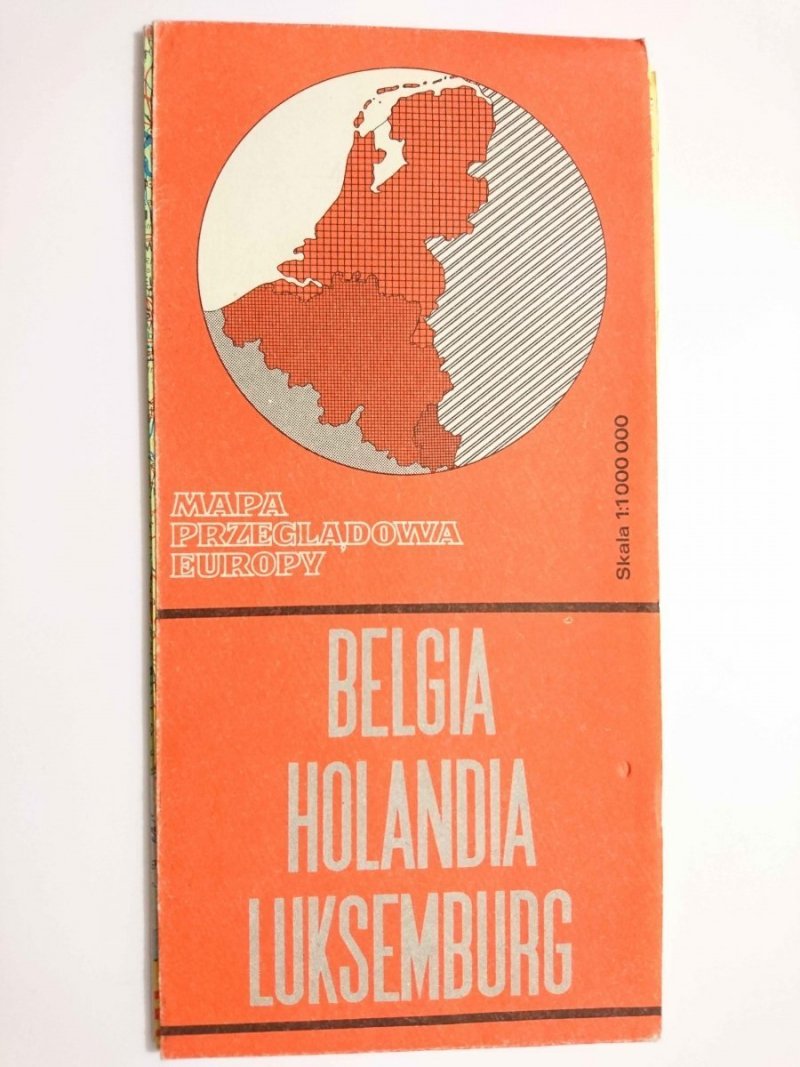 MAPA
PRZEGLĄDOWA
EUROPY
Skala 1:1 000 000
BELGIA
HOLANDIA
LUKSEMBURG